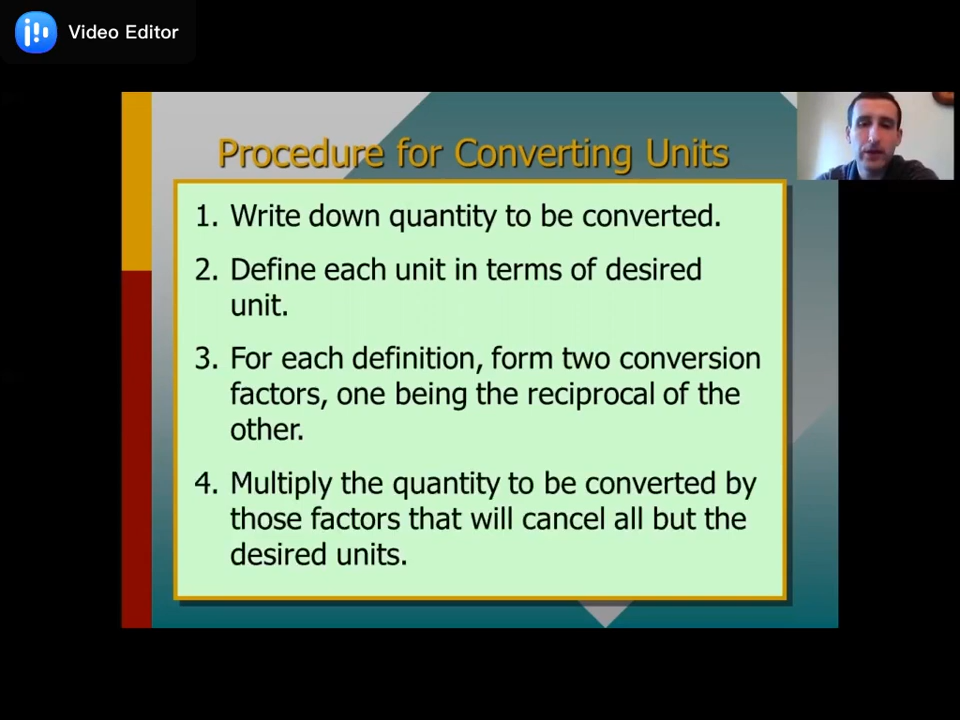 Video Editor
Procedure for Converting Units
1. Write down quantity to be converted.
2. Define each unit in terms of desired
unit.
3. For each definition, form two conversion
factors, one being the reciprocal of the
other.
4. Multiply the quantity to be converted by
those factors that will cancel all but the
desired units.